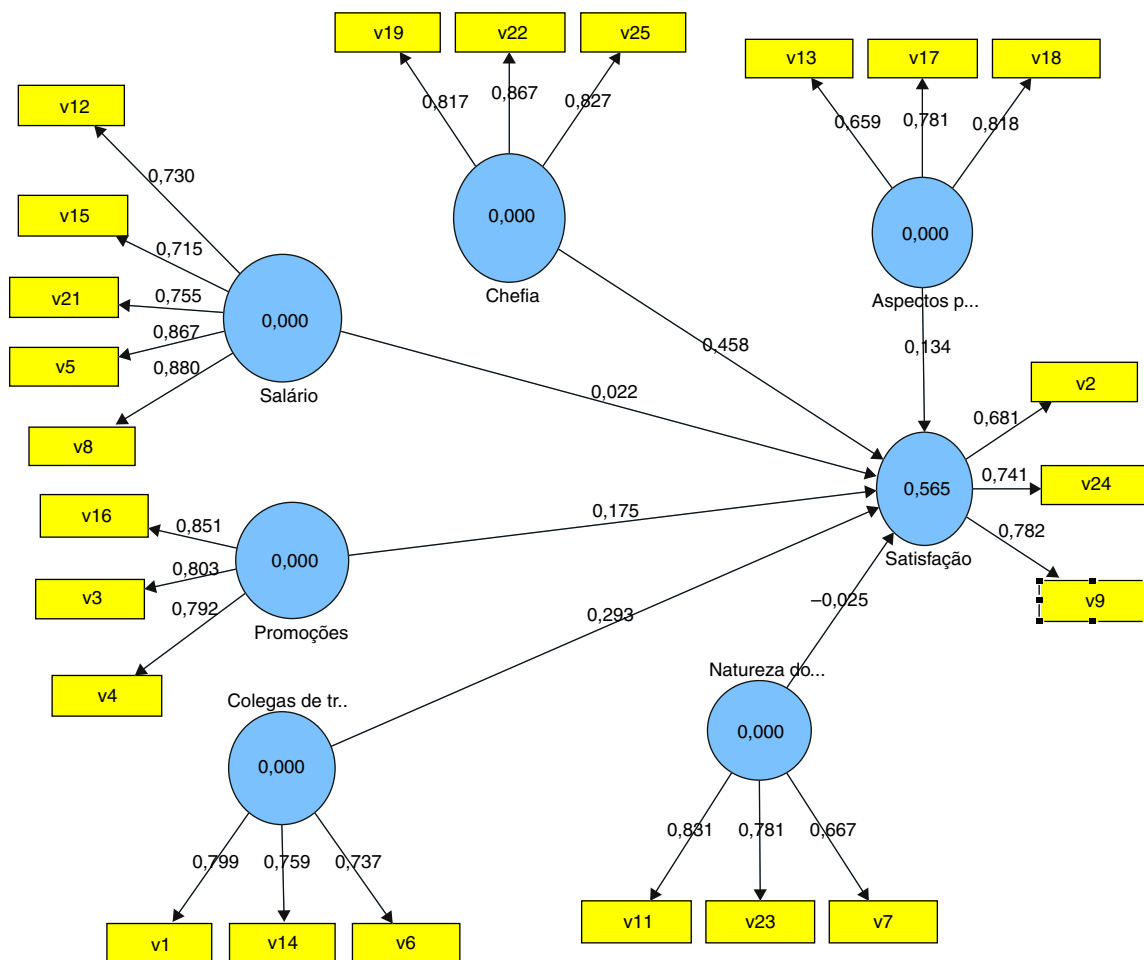 v19
v22
v25
v13
v17
v18
v12
0,817
0,867
0,827
0,659
0,781
0,818
0,730
v15
0,000
0,000
0,715
v21
0,755
Chefia
Aspectos p...
0,000
v5
0,867
0,458
0,134
0,880
Salário
0,022
v2
v8
0,681
v16
0,851
0,175
0,565
0,741
v24
0,782
0,000
Satisfação
v3
0,803
0,792
–0,025
v9
Promoções
0,293
v4
Natureza do...
Colegas de tr..
0,000
0,000
0,831
0,781
0,667
0,799
0,759
0,737
v11
v23
v7
v1
v14
v6